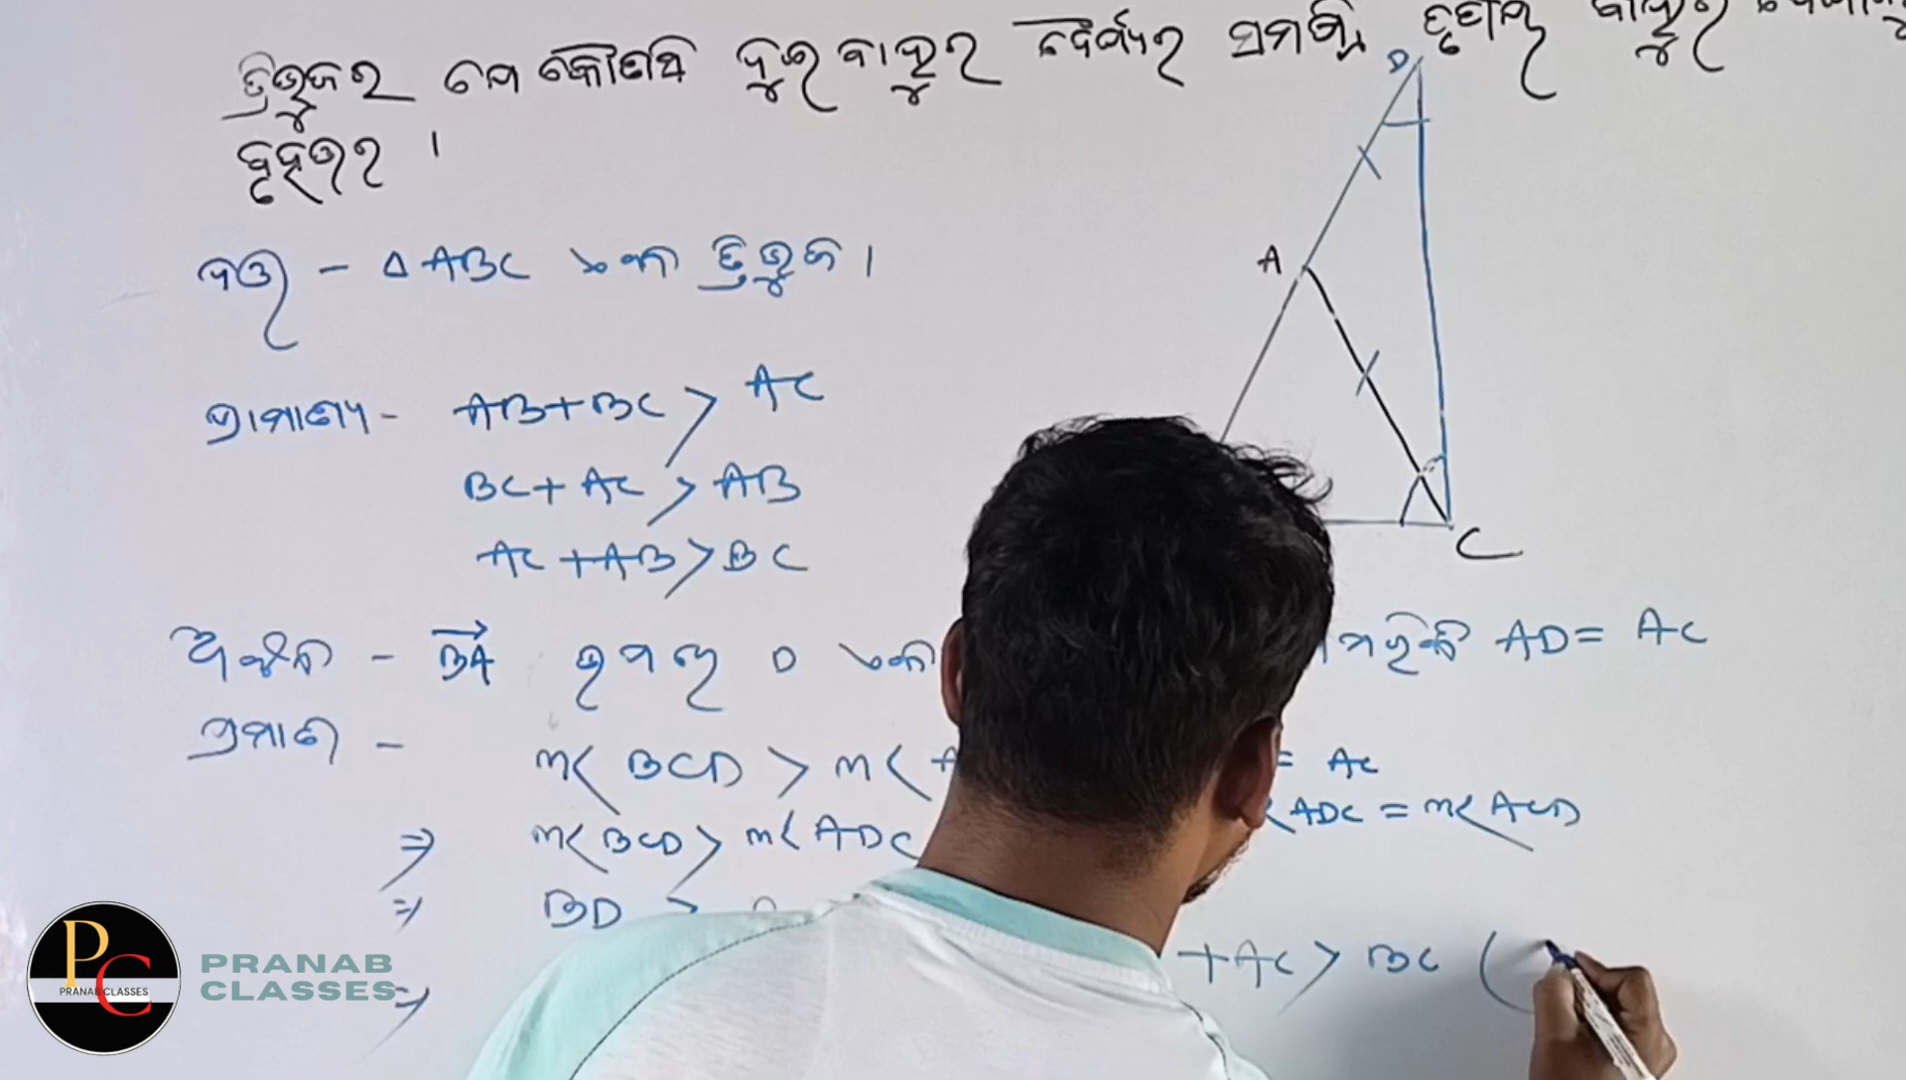 ତ୍ରିଭୁଜର ଯେ କୌଣସି ଦୁଇ ବାହୁର ଦୈର୍ଘ୍ୟର ସମଷ୍ଟି ତୃତୀୟ ବାହୁର
ବୃହତ୍ତର ।
ଦତ୍ତ - Δ ABC ଏକ ତ୍ରିଭୁଜ ।
ପ୍ରାମାଣ୍ୟ - AB + BC > AC
BC + AC > AB
AC + AB > BC
ଅଙ୍କନ - BA ଉପରେ D ଏକ ଯେପରିକି AD = AC
ପ୍ରମାଣ -
m< BCD > m< = AC
⇒ m< BCD > m< ADC <ADC = m< ACD
⇒ BD >
⇒ + AC > BC (
D
A
C
PC
PRANAB CLASSES
PRANAB
CLASSES